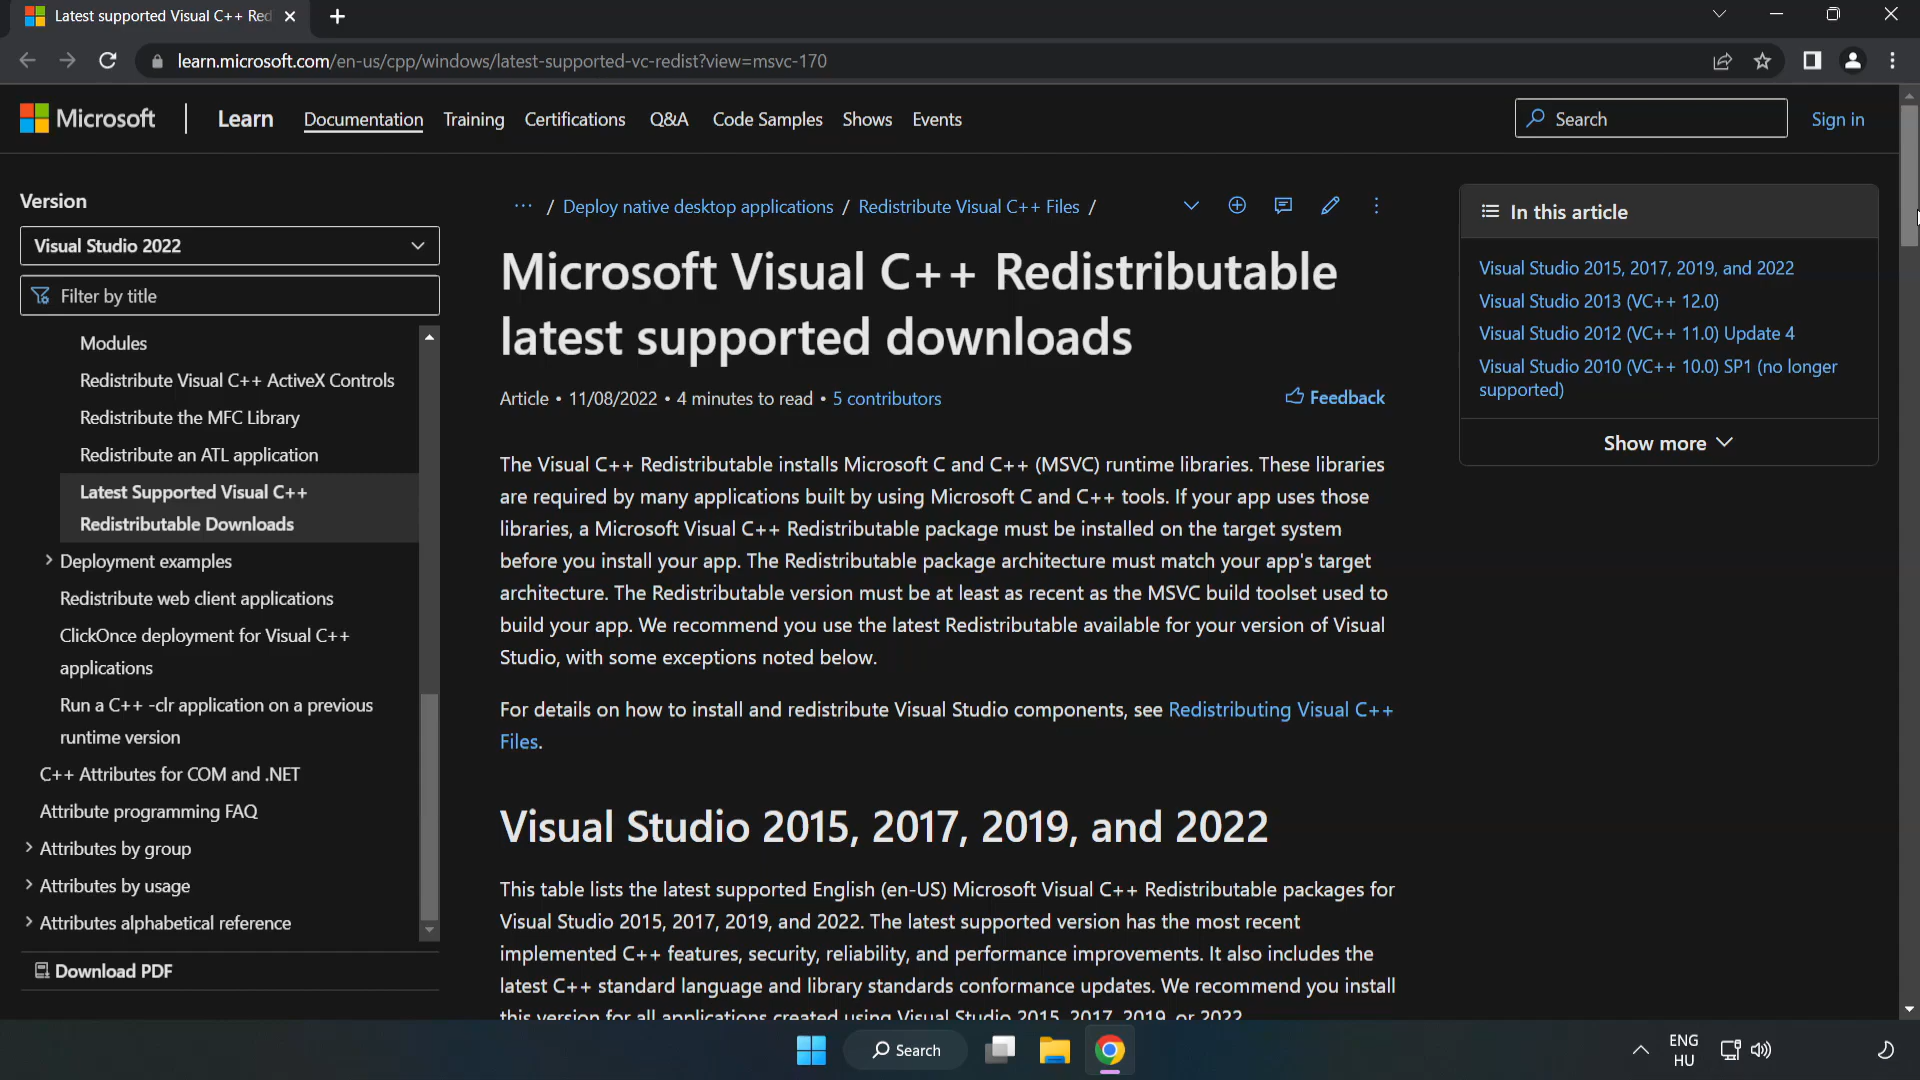 Latest supported Visual C++ Red
learn.microsoft.com/en-us/cpp/windows/latest-supported-vc-redist?view=msvc-170
Microsoft
Learn
Documentation
Training
Certifications
Q&A
Code Samples
Shows
Events
Search
Sign in
Version
Visual Studio 2022
Filter by title
Modules
Redistribute Visual C++ ActiveX Controls
Redistribute the MFC Library
Redistribute an ATL application
Latest Supported Visual C++
Redistributable Downloads
Deployment examples
Redistribute web client applications
ClickOnce deployment for Visual C++
applications
Run a C++ -clr application on a previous
runtime version
C++ Attributes for COM and .NET
Attribute programming FAQ
Attributes by group
Attributes by usage
Attributes alphabetical reference
Download PDF
... / Deploy native desktop applications / Redistribute Visual C++ Files /
Microsoft Visual C++ Redistributable
latest supported downloads
Article • 11/08/2022 • 4 minutes to read • 5 contributors
Feedback
The Visual C++ Redistributable installs Microsoft C and C++ (MSVC) runtime libraries. These libraries
are required by many applications built by using Microsoft C and C++ tools. If your app uses those
libraries, a Microsoft Visual C++ Redistributable package must be installed on the target system
before you install your app. The Redistributable package architecture must match your app's target
architecture. The Redistributable version must be at least as recent as the MSVC build toolset used to
build your app. We recommend you use the latest Redistributable available for your version of Visual
Studio, with some exceptions noted below.
For details on how to install and redistribute Visual Studio components, see Redistributing Visual C++
Files.
Visual Studio 2015, 2017, 2019, and 2022
This table lists the latest supported English (en-US) Microsoft Visual C++ Redistributable packages for
Visual Studio 2015, 2017, 2019, and 2022. The latest supported version has the most recent
implemented C++ features, security, reliability, and performance improvements. It also includes the
latest C++ standard language and library standards conformance updates. We recommend you install
this version for all applications created using Visual Studio 2015, 2017, 2019, or 2022.
In this article
Visual Studio 2015, 2017, 2019, and 2022
Visual Studio 2013 (VC++ 12.0)
Visual Studio 2012 (VC++ 11.0) Update 4
Visual Studio 2010 (VC++ 10.0) SP1 (no longer
supported)
Show more
Search
ENG
HU